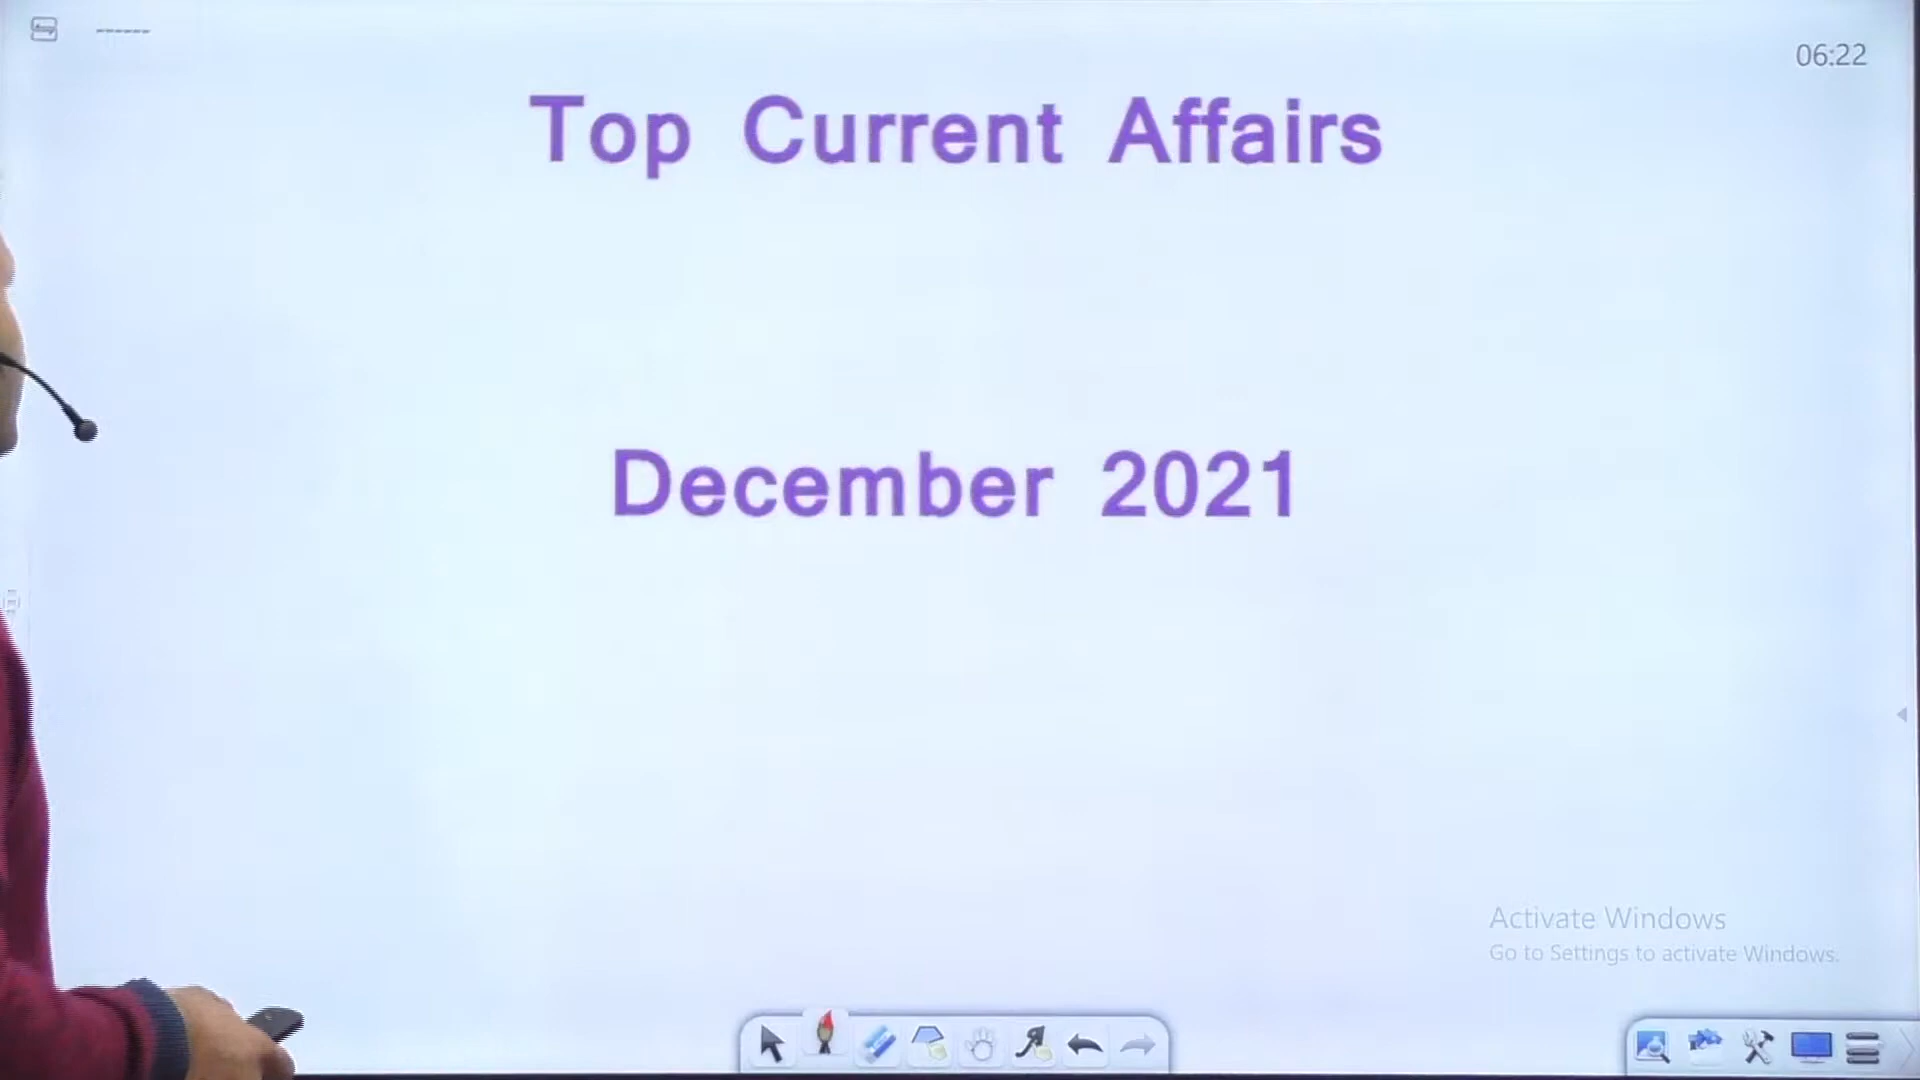 06:22
Top Current Affairs
December 2021
Activate Windows
Go to Settings to activate Windows.